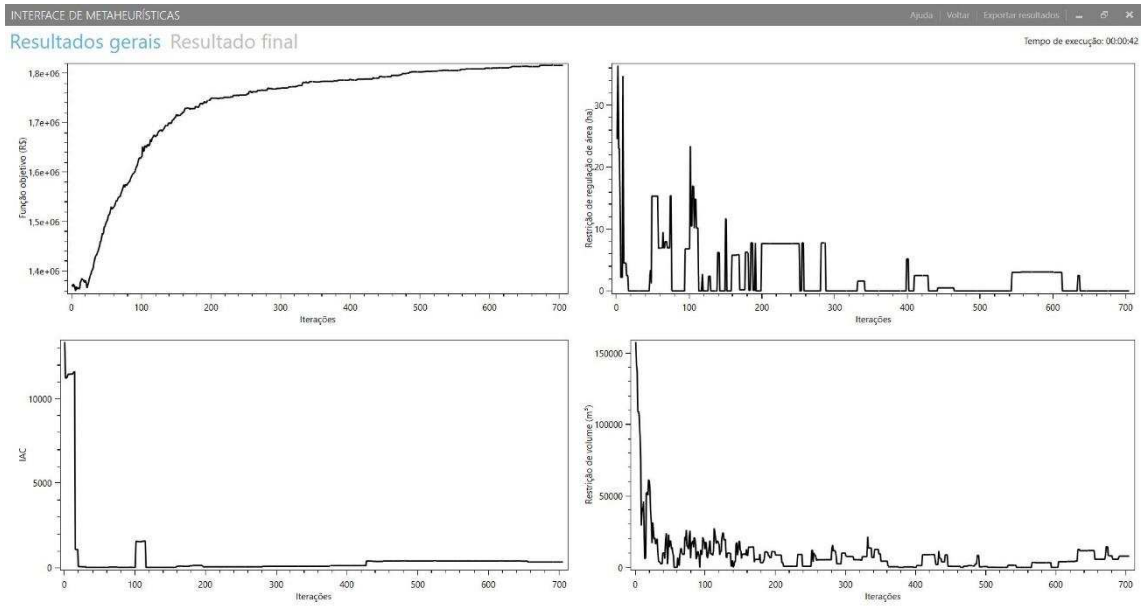 INTERFACE DE METAHEURÍSTICAS
Ajuda | Voltar | Exportar resultados
Resultados gerais Resultado final
Tempo de execução: 00:00:42
Função objetivo (R$)
1,8e+06
1,7e+06
1,6e+06
1,5e+06
1,4e+06
0 100 200 300 400 500 600 700
Iterações
Restrição de regulação de área (ha)
30
20
10
0
0 100 200 300 400 500 600 700
Iterações
IAC
10000
5000
0
0 100 200 300 400 500 600 700
Iterações
Restrição de volume (m³)
150000
100000
50000
0
0 100 200 300 400 500 600 700
Iterações